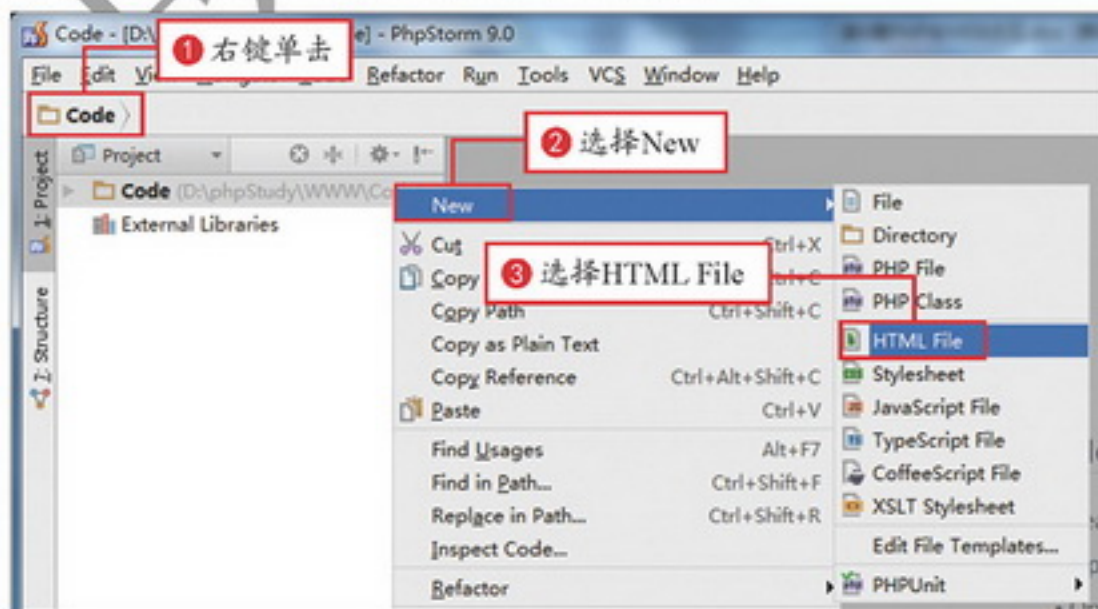 Code - [D:\ e] - PhpStorm 9.0
❶ 右键单击
File Edit Vi Refactor Run Tools VCS Window Help
Code
❷ 选择New
Project
1: Project
Code (D:\phpStudy\WWW\Co
External Libraries
7: Structure
New
Cut Ctrl+X
❸ 选择HTML File
Copy Ctrl+C
Copy Path Ctrl+Shift+C
Copy as Plain Text
Copy Reference Ctrl+Alt+Shift+C
Paste Ctrl+V
Find Usages Alt+F7
Find in Path... Ctrl+Shift+F
Replace in Path... Ctrl+Shift+R
Inspect Code...
Refactor
File
Directory
PHP File
PHP Class
HTML File
Stylesheet
JavaScript File
TypeScript File
CoffeeScript File
XSLT Stylesheet
Edit File Templates...
PHPUnit